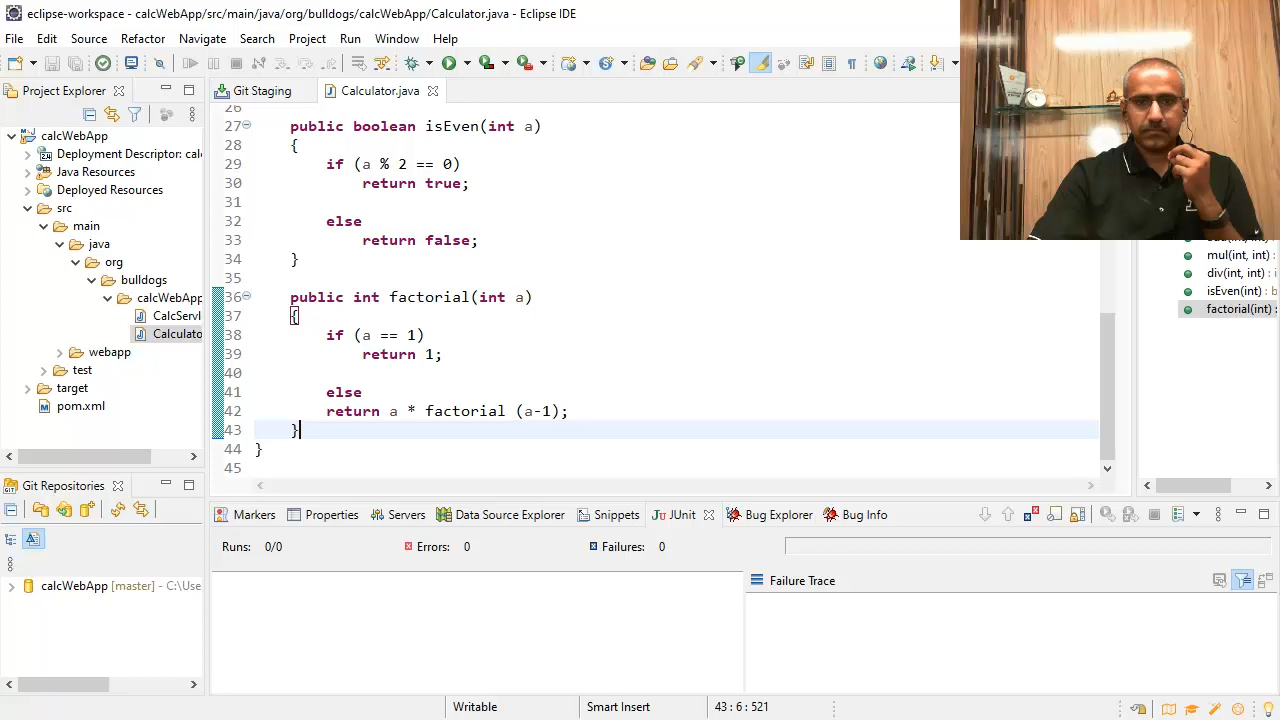 eclipse-workspace - calcWebApp/src/main/java/org/bulldogs/calcWebApp/Calculator.java - Eclipse IDE
File Edit Source Refactor Navigate Search Project Run Window Help
Project Explorer
Git Staging
Calculator.java
calcWebApp
Deployment Descriptor: cal
Java Resources
Deployed Resources
src
main
java
org
bulldogs
calcWebApp
CalcServl
Calculato
webapp
test
target
pom.xml
26
27 public boolean isEven(int a)
28 {
29 if (a % 2 == 0)
30 return true;
31
32 else
33 return false;
34 }
35
36 public int factorial(int a)
37 {
38 if (a == 1)
39 return 1;
40
41 else
42 return a * factorial (a-1);
43 }
44 }
45
mul(int, int) :
div(int, int) : i
isEven(int) : b
factorial(int)
Git Repositories
calcWebApp [master] - C:\Use
Markers Properties Servers Data Source Explorer Snippets JUnit Bug Explorer Bug Info
Runs: 0/0 Errors: 0 Failures: 0
Failure Trace
Writable Smart Insert 43 : 6 : 521